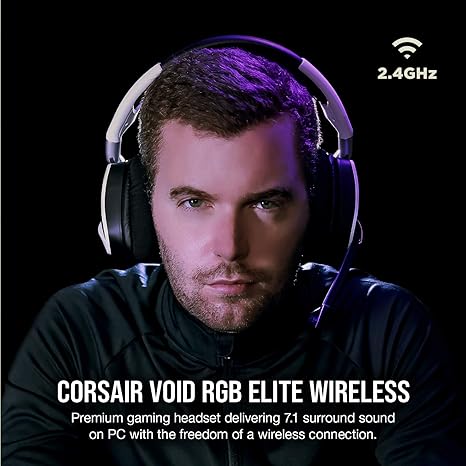 2.4GHz
CORSAIR VOID RGB ELITE WIRELESS
Premium gaming headset delivering 7.1 surround sound
on PC with the freedom of a wireless connection.